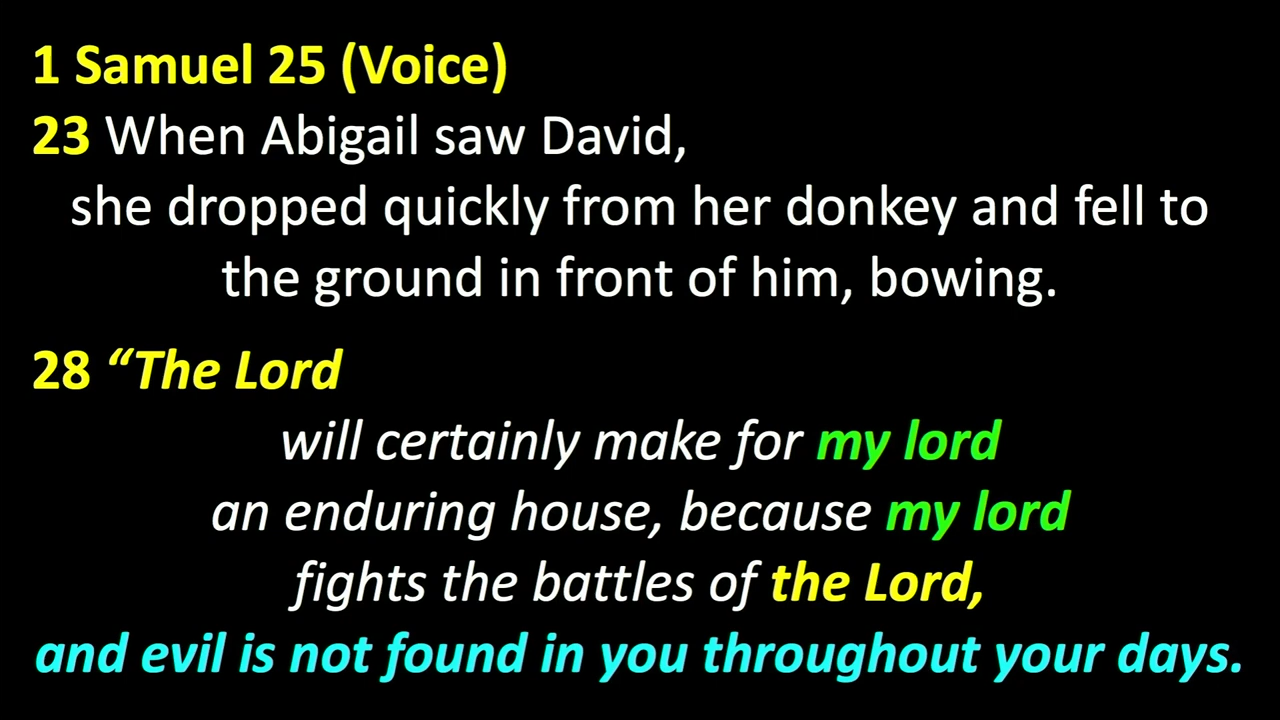 1 Samuel 25 (Voice)
23 When Abigail saw David,
she dropped quickly from her donkey and fell to
the ground in front of him, bowing.
28 “The Lord
will certainly make for my lord
an enduring house, because my lord
fights the battles of the Lord,
and evil is not found in you throughout your days.